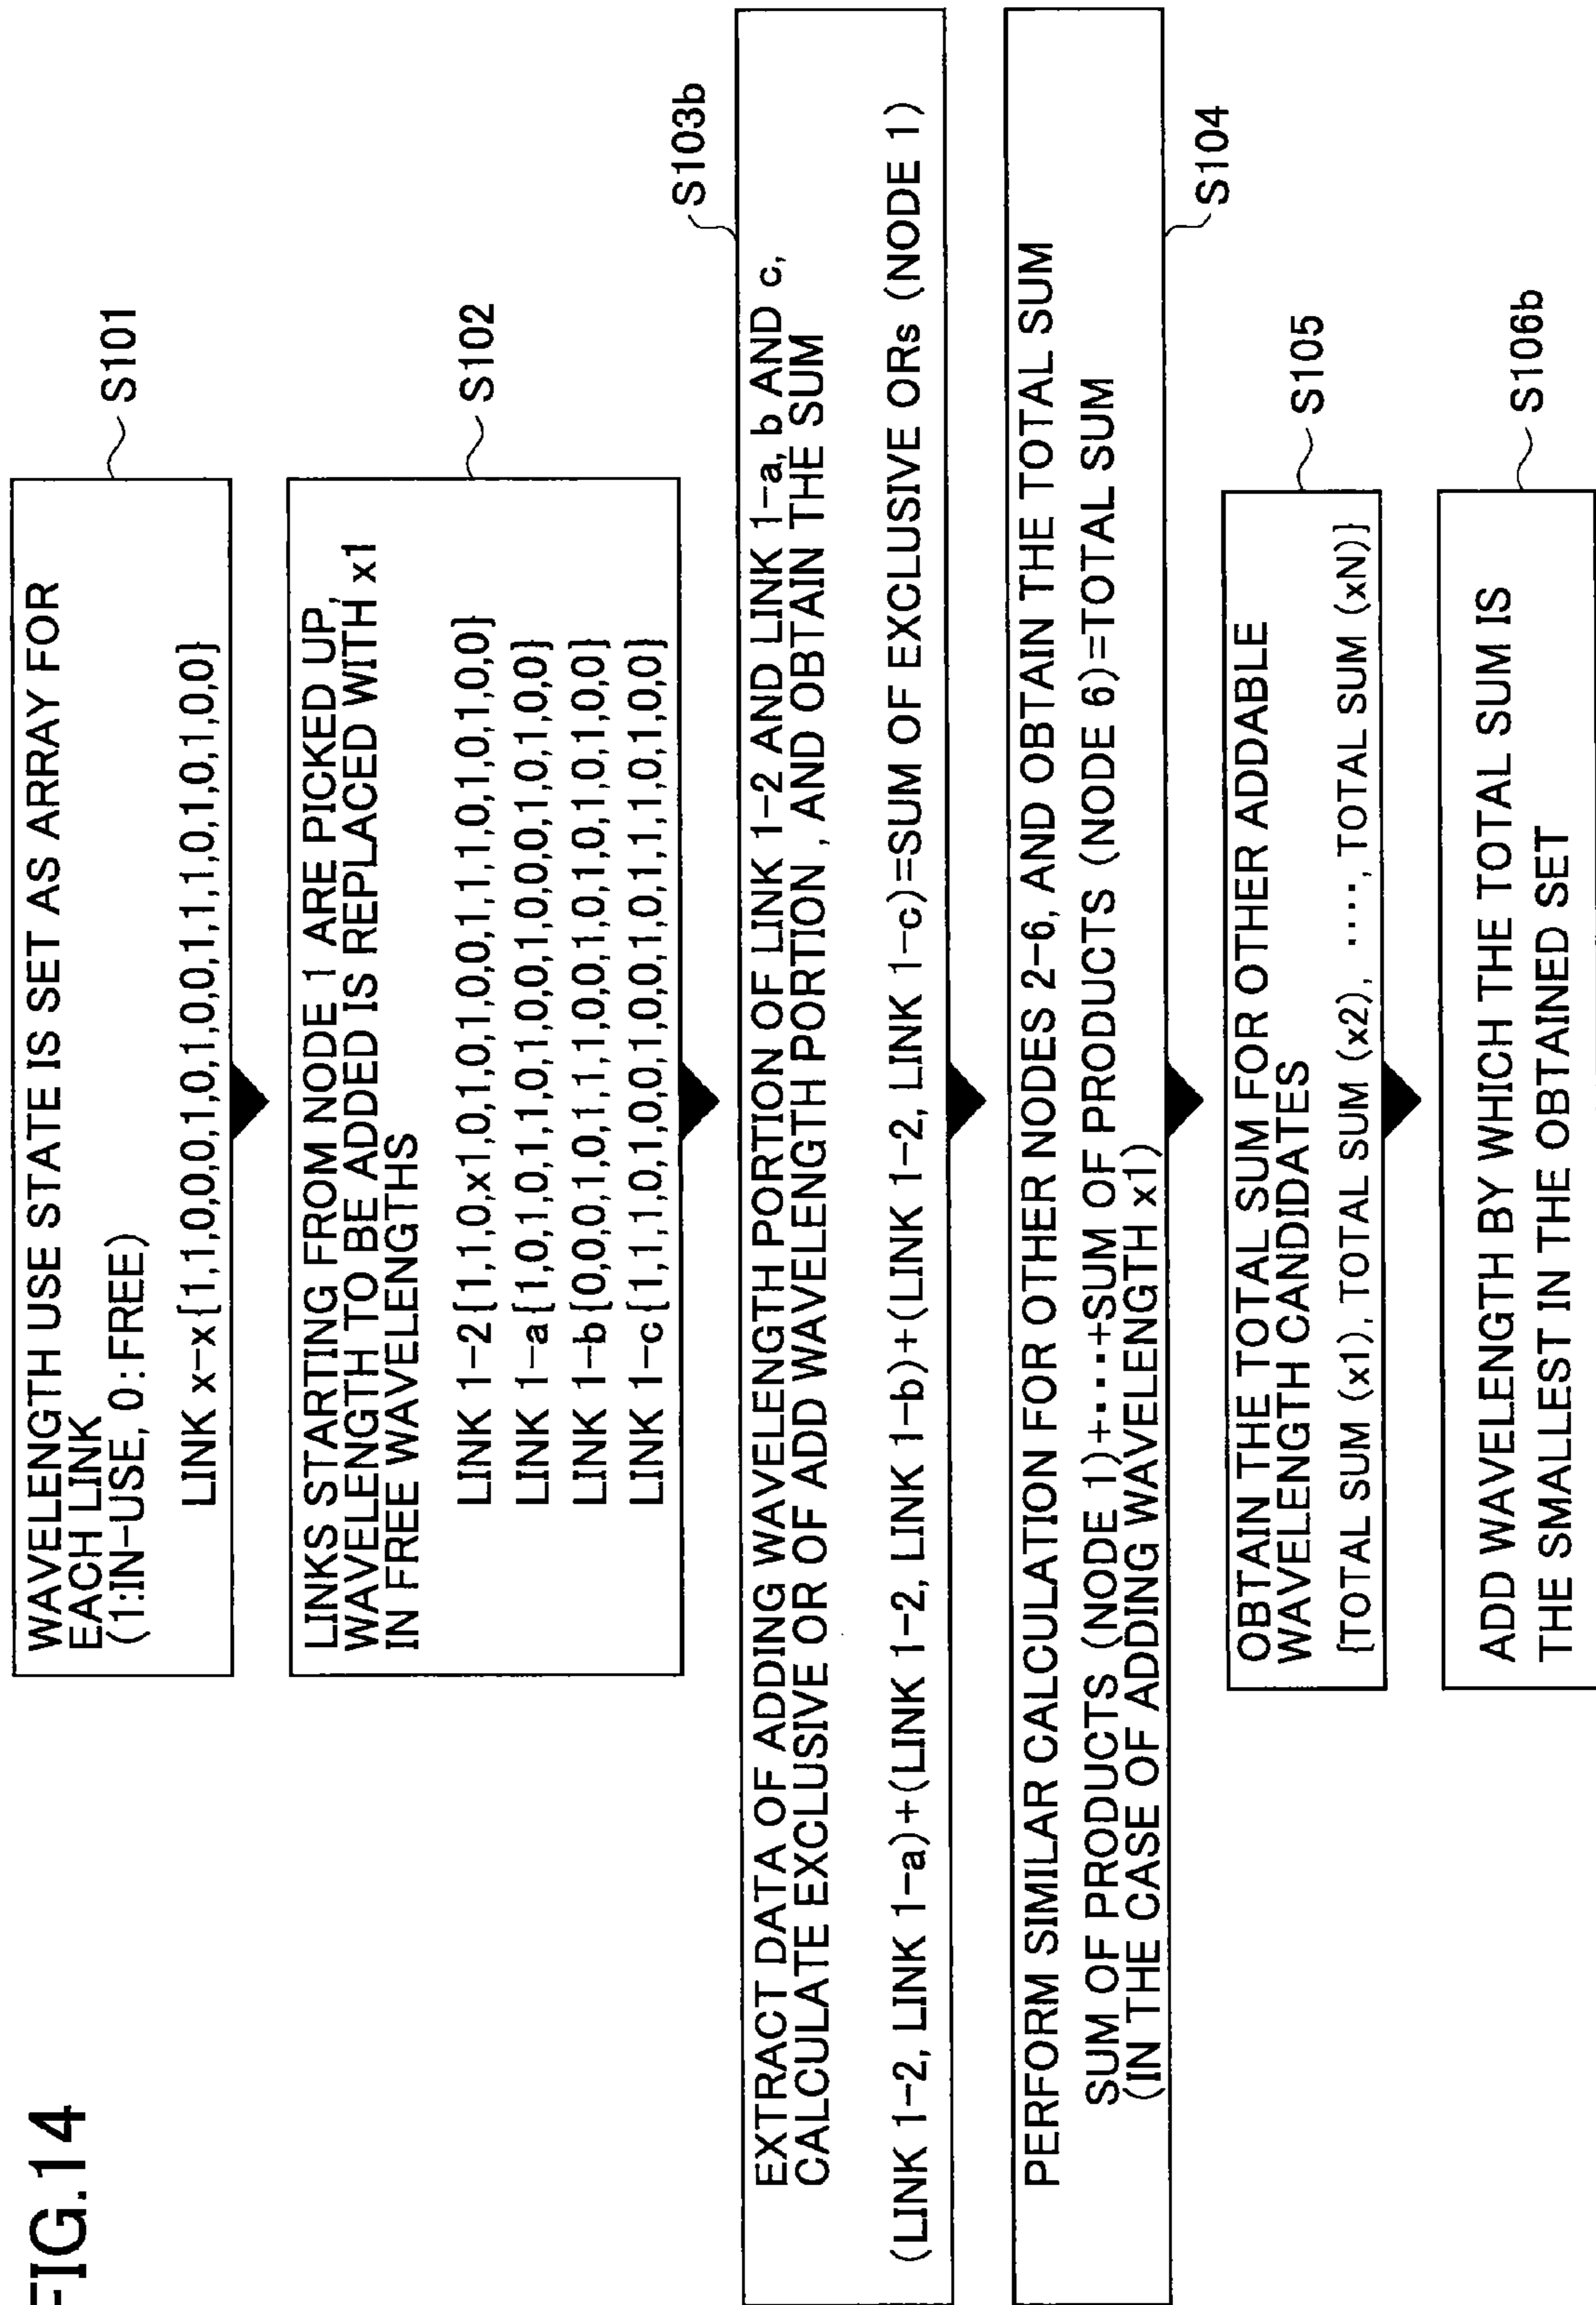 FIG.14
WAVELENGTH USE STATE IS SET AS ARRAY FOR
EACH LINK
(1:IN-USE, 0:FREE)
LINK x-x{1,1,0,0,0,1,0,1,0,0,1,1,1,0,1,0,1,0,0}
S101
LINKS STARTING FROM NODE 1 ARE PICKED UP,
WAVELENGTH TO BE ADDED IS REPLACED WITH x1
IN FREE WAVELENGTHS
LINK 1-2{1,1,0,x1,0,1,0,1,0,0,1,1,1,0,1,0,1,0,0}
LINK 1-a{1,0,1,0,1,1,0,1,0,0,1,0,0,0,1,0,1,0,0}
LINK 1-b{0,0,0,1,0,1,1,1,0,0,1,0,1,0,1,0,1,0,0}
LINK 1-c{1,1,1,0,1,0,0,1,0,0,1,0,1,1,1,0,1,0,0}
S102
S103b
EXTRACT DATA OF ADDING WAVELENGTH PORTION OF LINK 1-2 AND LINK 1-a, b AND c,
CALCULATE EXCLUSIVE OR OF ADD WAVELENGTH PORTION , AND OBTAIN THE SUM
(LINK 1-2, LINK 1-a)+(LINK 1-2, LINK 1-b)+(LINK 1-2, LINK 1-c)=SUM OF EXCLUSIVE ORs (NODE 1)
PERFORM SIMILAR CALCULATION FOR OTHER NODES 2-6, AND OBTAIN THE TOTAL SUM
SUM OF PRODUCTS (NODE 1)+····+SUM OF PRODUCTS (NODE 6)=TOTAL SUM
(IN THE CASE OF ADDING WAVELENGTH x1)
S104
OBTAIN THE TOTAL SUM FOR OTHER ADDABLE
WAVELENGTH CANDIDATES
{TOTAL SUM (x1), TOTAL SUM (x2), ····, TOTAL SUM (xN)}
S105
ADD WAVELENGTH BY WHICH THE TOTAL SUM IS
THE SMALLEST IN THE OBTAINED SET
S106b